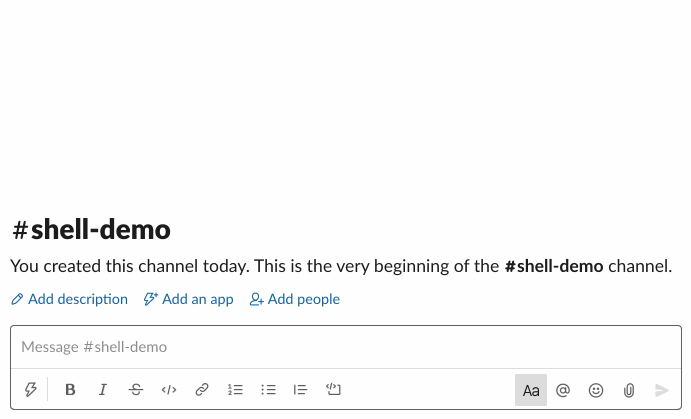 #shell-demo
You created this channel today. This is the very beginning of the #shell-demo channel.
Add description Add an app Add people
Message #shell-demo
B I S Aa @